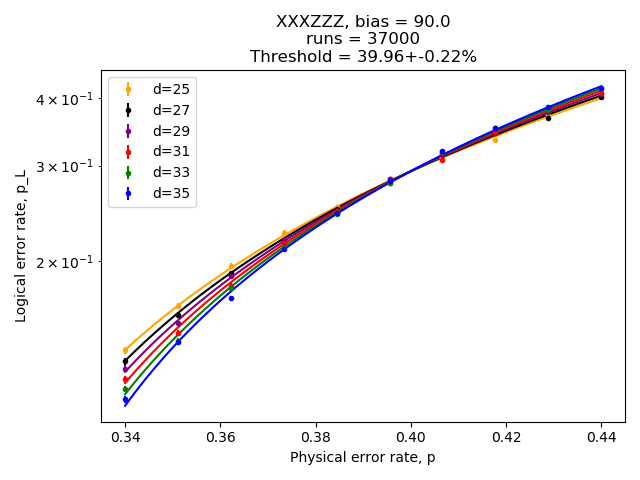 XXXZZZ, bias = 90.0
runs = 37000
Threshold = 39.96+-0.22%
Logical error rate, p_L
4 × 10⁻¹
3 × 10⁻¹
2 × 10⁻¹
d=25
d=27
d=29
d=31
d=33
d=35
0.34 0.36 0.38 0.40 0.42 0.44
Physical error rate, p